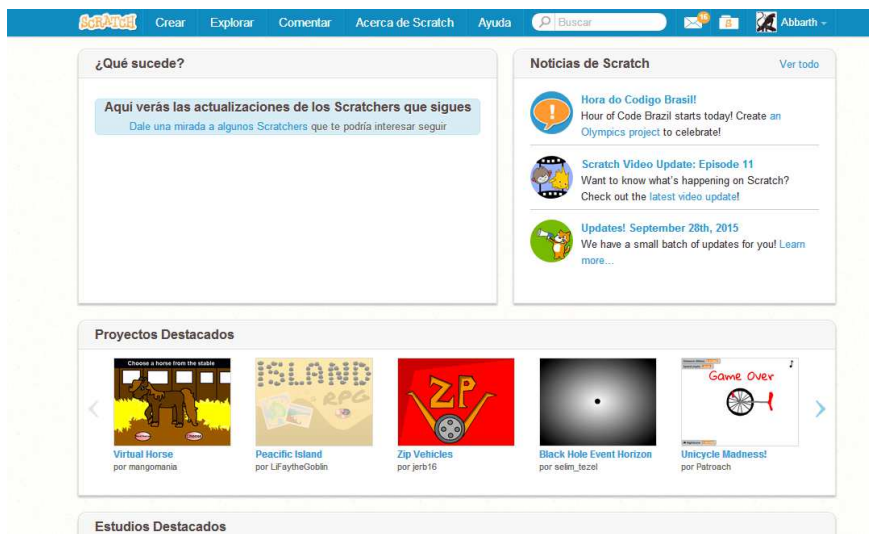 SCRATCH Crear Explorar Comentar Acerca de Scratch Ayuda Buscar 16 Abbarth
¿Qué sucede?
Aquí verás las actualizaciones de los Scratchers que sigues
Dale una mirada a algunos Scratchers que te podría interesar seguir
Noticias de Scratch Ver todo
Hora do Codigo Brasil!
Hour of Code Brazil starts today! Create an
Olympics project to celebrate!
Scratch Video Update: Episode 11
Want to know what's happening on Scratch?
Check out the latest video update!
Updates! September 28th, 2015
We have a small batch of updates for you! Learn
more...
Proyectos Destacados
Choose a horse from the stable
ISLAND
RPG
ZP
Game Over
Virtual Horse
por mangomania
Peacific Island
por LiFaytheGoblin
Zip Vehicles
por jerb16
Black Hole Event Horizon
por selim_tezel
Unicycle Madness!
por Patroach
Estudios Destacados